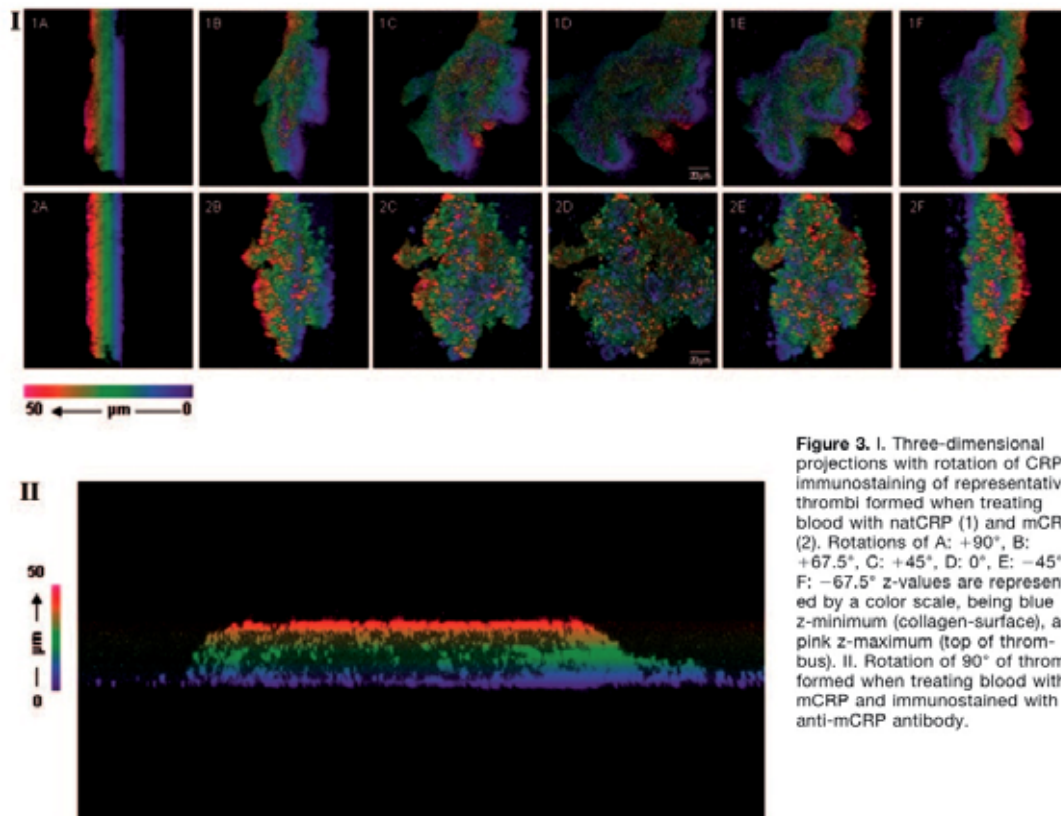 I
1A 1B 1C 1D 1E 1F
20µm
2A 2B 2C 2D 2E 2F
20µm
50 µm 0
II
50
µm
0
Figure 3. I. Three-dimensional
projections with rotation of CRP
immunostaining of representativ
thrombi formed when treating
blood with natCRP (1) and mCR
(2). Rotations of A: +90°, B:
+67.5°, C: +45°, D: 0°, E: −45°
F: −67.5° z-values are represen
ed by a color scale, being blue
z-minimum (collagen-surface), a
pink z-maximum (top of throm-
bus). II. Rotation of 90° of throm
formed when treating blood with
mCRP and immunostained with
anti-mCRP antibody.